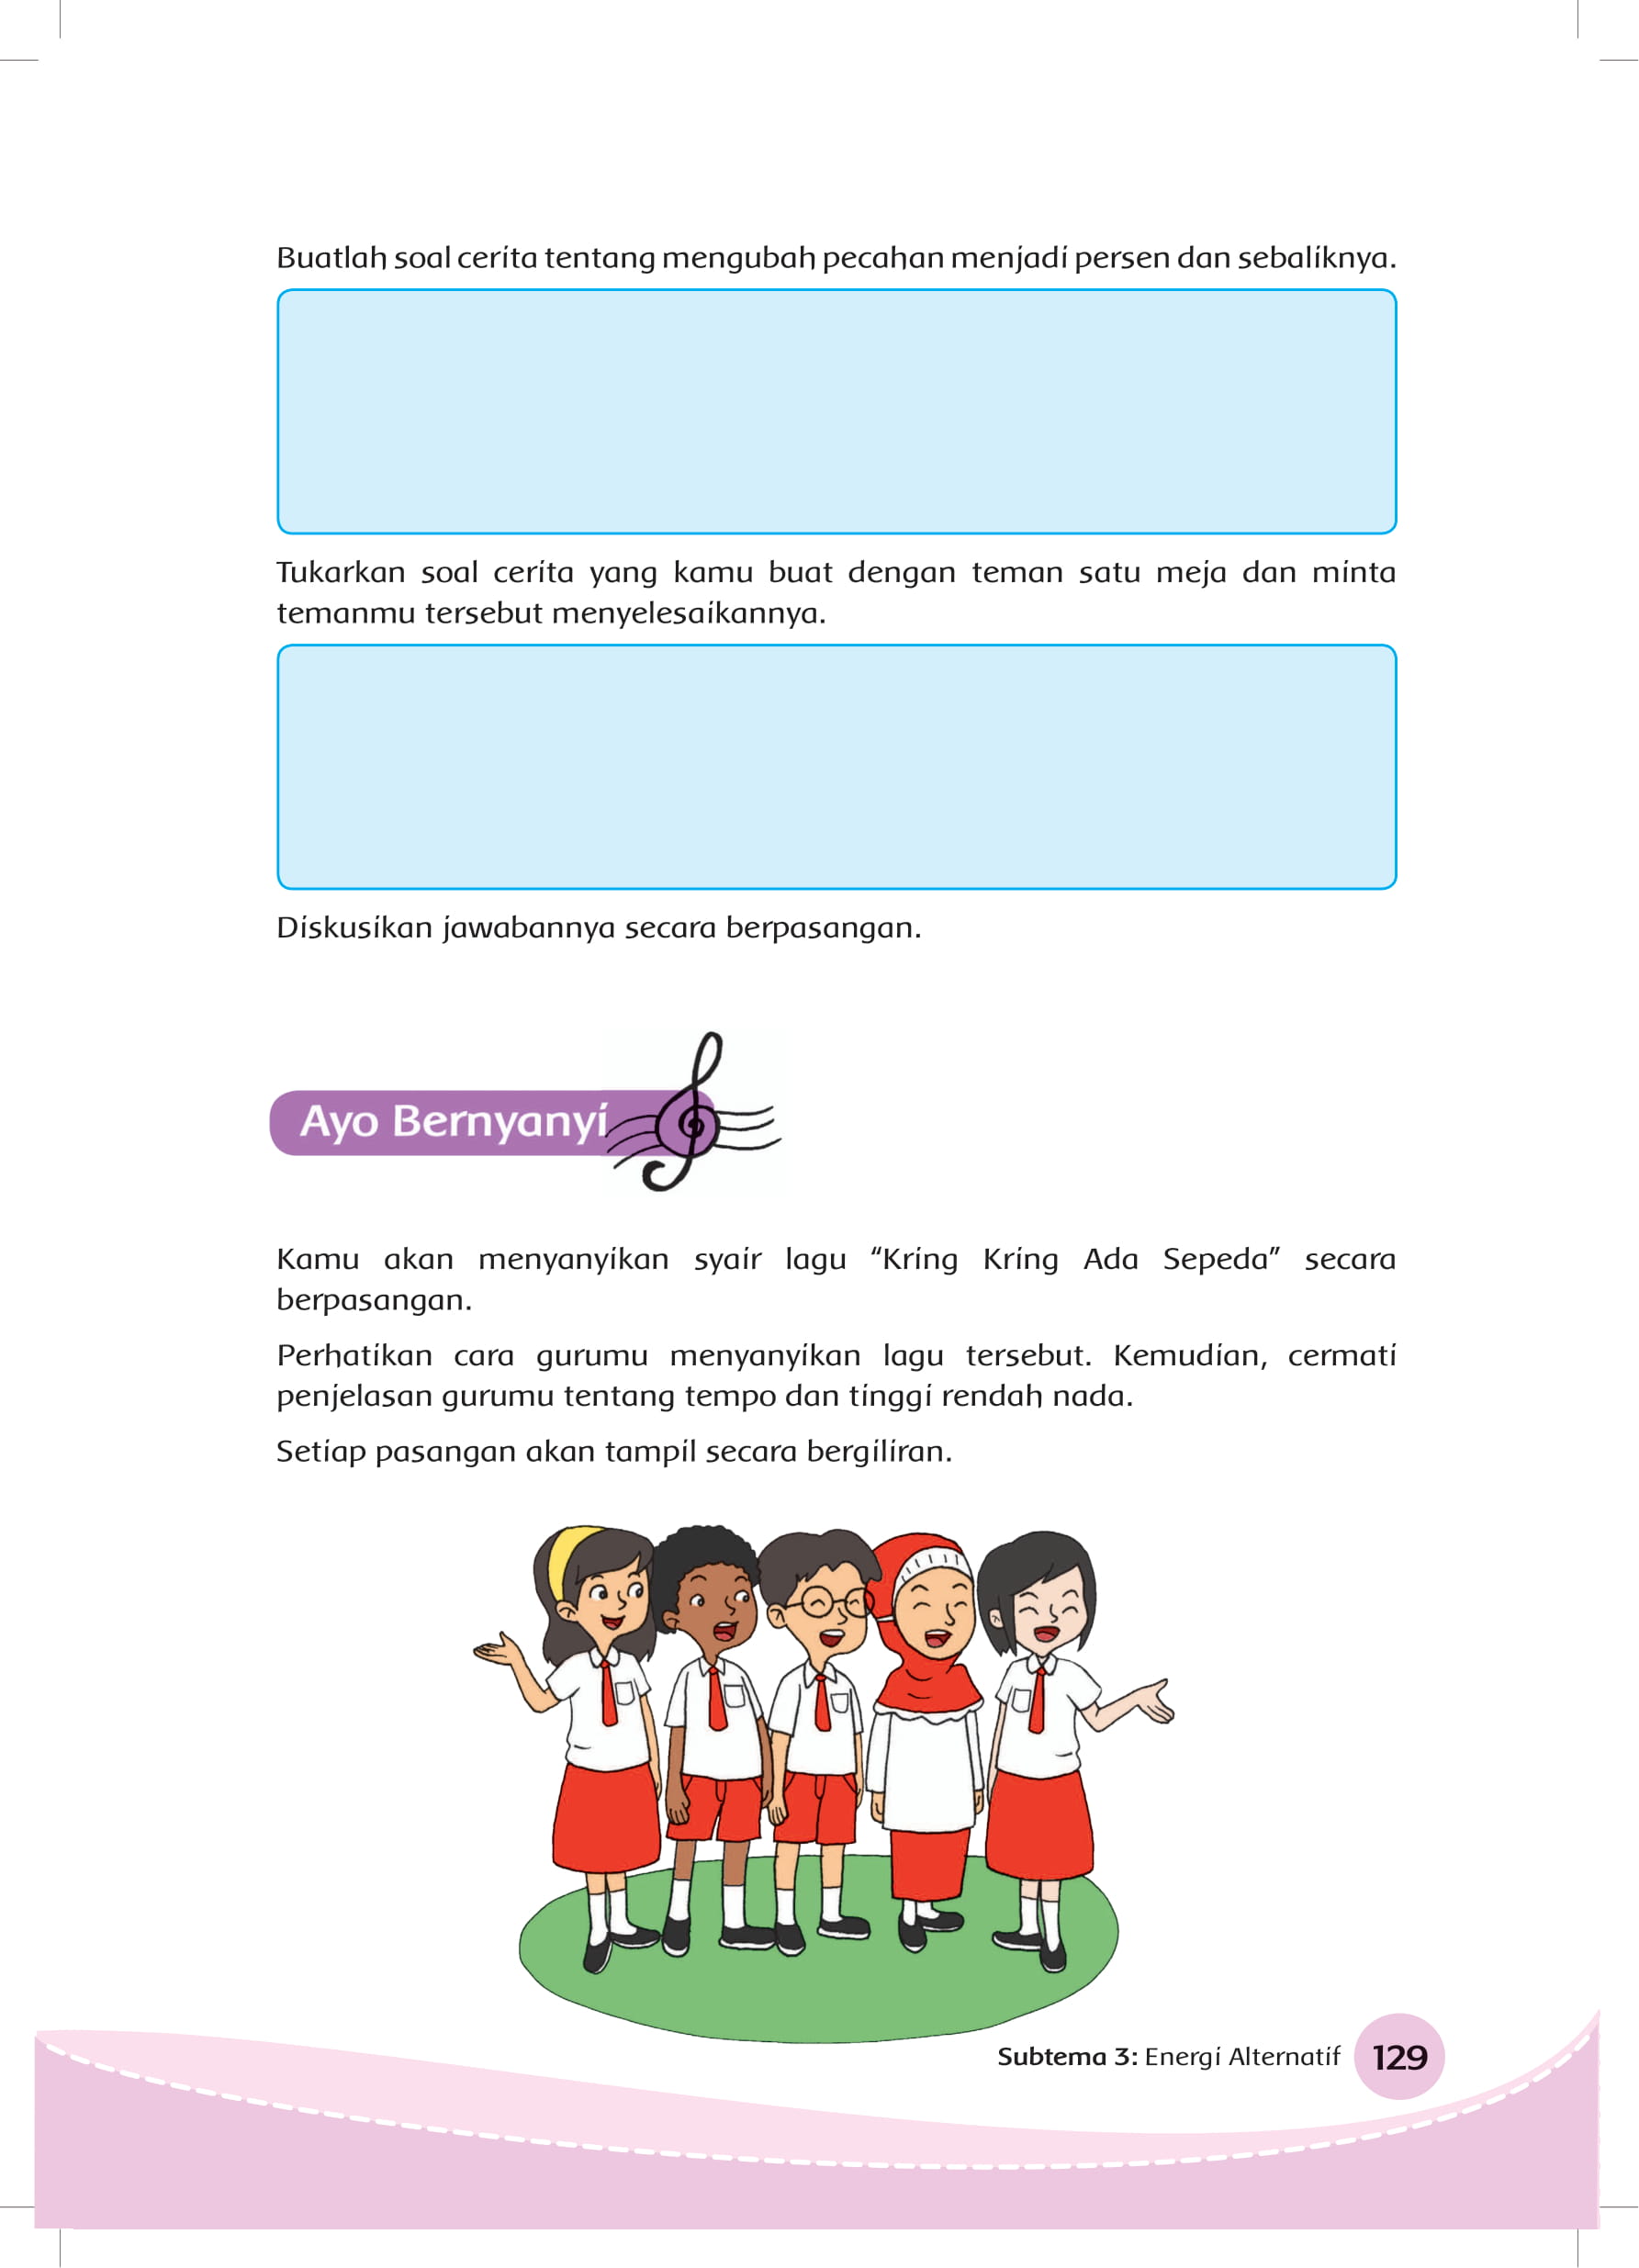 Buatlah soal cerita tentang mengubah pecahan menjadi persen dan sebaliknya.
Tukarkan soal cerita yang kamu buat dengan teman satu meja dan minta
temanmu tersebut menyelesaikannya.
Diskusikan jawabannya secara berpasangan.
Ayo Bernyanyi
Kamu akan menyanyikan syair lagu “Kring Kring Ada Sepeda” secara
berpasangan.
Perhatikan cara gurumu menyanyikan lagu tersebut. Kemudian, cermati
penjelasan gurumu tentang tempo dan tinggi rendah nada.
Setiap pasangan akan tampil secara bergiliran.
Subtema 3: Energi Alternatif 129